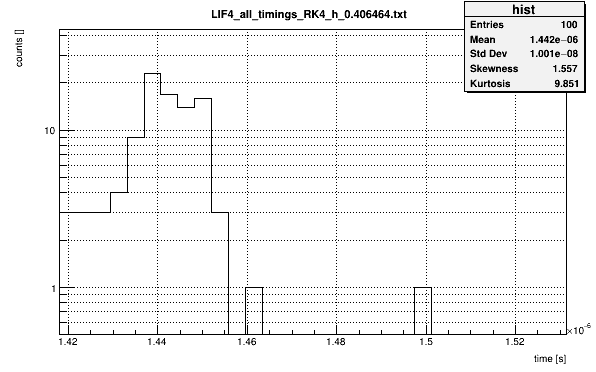 LIF4_all_timings_RK4_h_0.406464.txt
hist
Entries 100
Mean 1.442e−06
Std Dev 1.001e−08
Skewness 1.557
Kurtosis 9.851
counts []
10
1
1.42 1.44 1.46 1.48 1.5 1.52
×10⁻⁶
time [s]